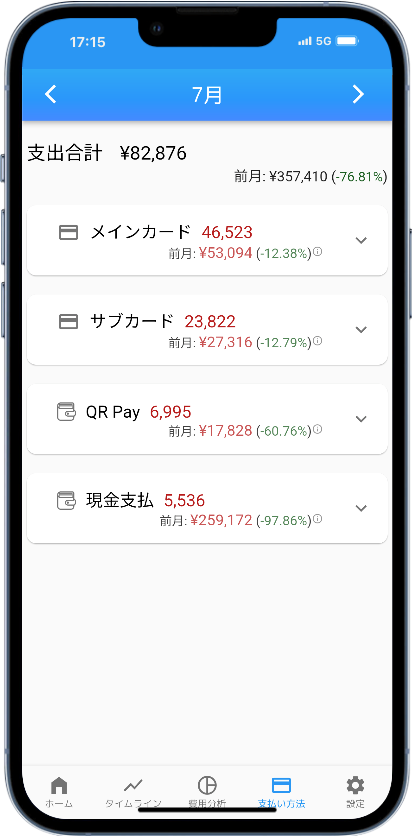 17:15
5G
7月
支出合計 ¥82,876
前月: ¥357,410 (-76.81%)
メインカード 46,523
前月: ¥53,094 (-12.38%)
サブカード 23,822
前月: ¥27,316 (-12.79%)
QR Pay 6,995
前月: ¥17,828 (-60.76%)
現金支払 5,536
前月: ¥259,172 (-97.86%)
ホーム タイムライン 費用分析 支払い方法 設定